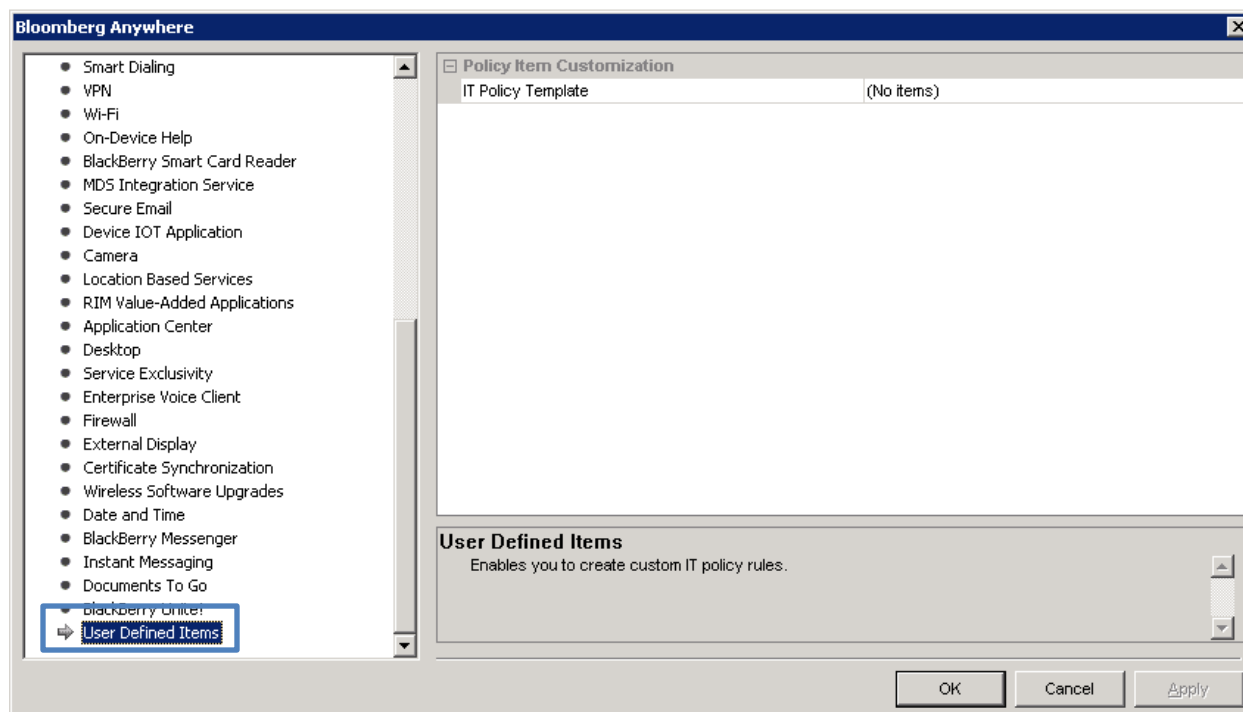 Bloomberg Anywhere
Smart Dialing
VPN
Wi-Fi
On-Device Help
BlackBerry Smart Card Reader
MDS Integration Service
Secure Email
Device IOT Application
Camera
Location Based Services
RIM Value-Added Applications
Application Center
Desktop
Service Exclusivity
Enterprise Voice Client
Firewall
External Display
Certificate Synchronization
Wireless Software Upgrades
Date and Time
BlackBerry Messenger
Instant Messaging
Documents To Go
BlackBerry Unite!
User Defined Items
Policy Item Customization
IT Policy Template (No items)
User Defined Items
Enables you to create custom IT policy rules.
OK Cancel Apply